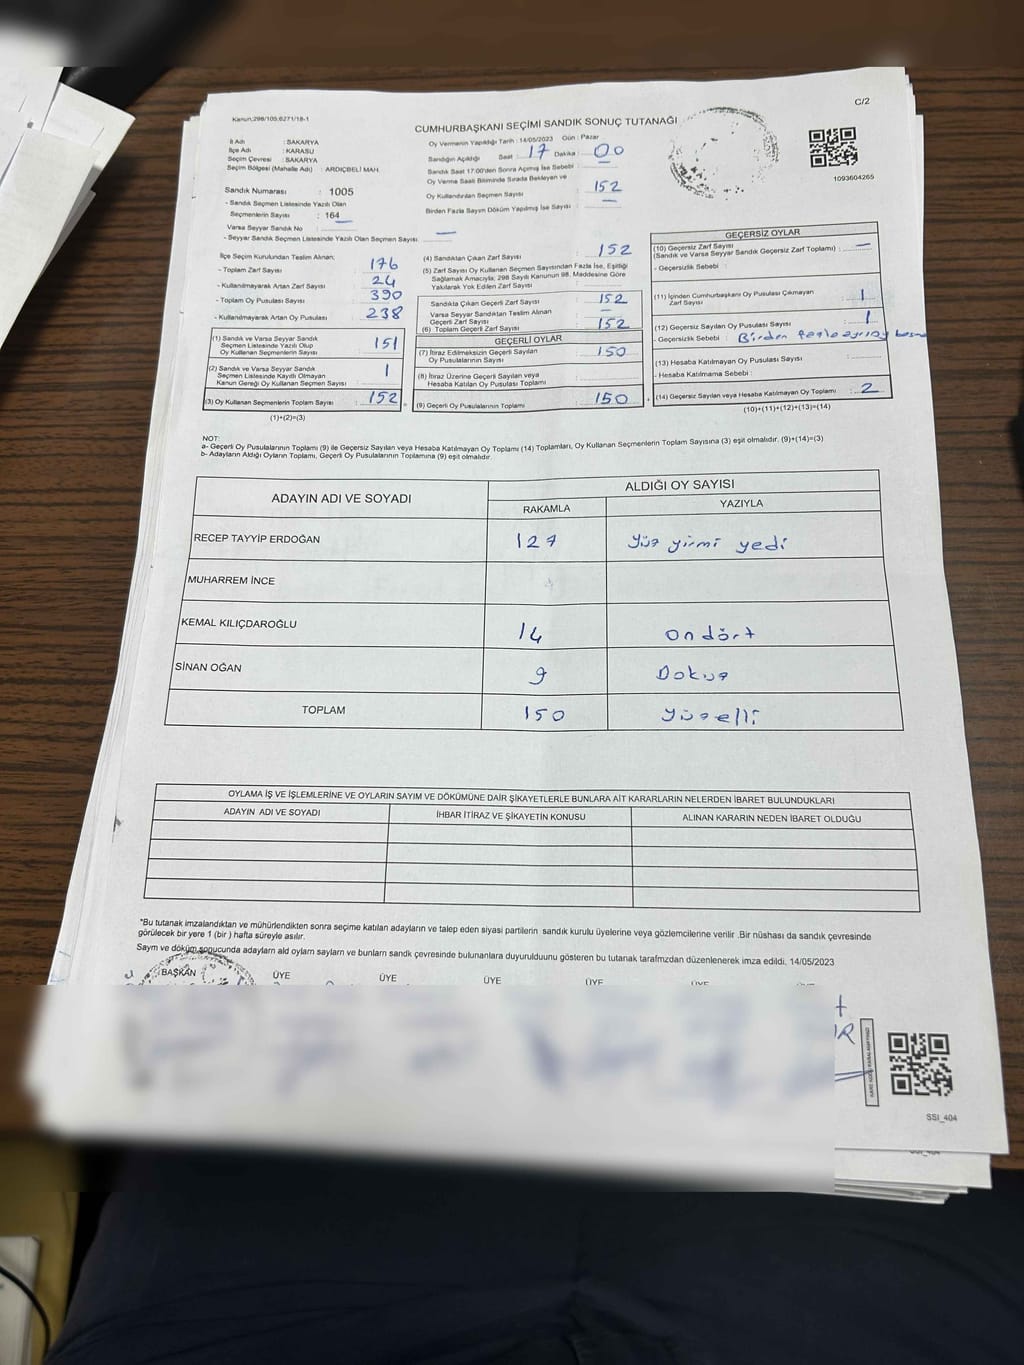 Kanun;298/105;6271/18-1
C/2
CUMHURBAŞKANI SEÇİMİ SANDIK SONUÇ TUTANAĞI
İl Adı : SAKARYA
İlçe Adı : KARASU
Seçim Çevresi : SAKARYA
Seçim Bölgesi (Mahalle Adı) : ARDIÇBELİ MAH.
Sandık Numarası : 1005
- Sandık Seçmen Listesinde Yazılı Olan
Seçmenlerin Sayısı : 164
Varsa Seyyar Sandık No :
- Seyyar Sandık Seçmen Listesinde Yazılı Olan Seçmen Sayısı: —
Oy Vermenin Yapıldığı Tarih : 14/05/2023 Gün : Pazar
Sandığın Açıldığı Saat : 17 Dakika : 00
Sandık Saat 17:00'den Sonra Açılmış İse Sebebi : —
Oy Verme Saati Bitiminde Sırada Bekleyen ve
Oy Kullandırılan Seçmen Sayısı : 152
Birden Fazla Sayım Döküm Yapılmış İse Sayısı : —
1093604265
İlçe Seçim Kurulundan Teslim Alınan;
- Toplam Zarf Sayısı : 176
- Kullanılmayarak Artan Zarf Sayısı : 24
- Toplam Oy Pusulası Sayısı : 390
- Kullanılmayarak Artan Oy Pusulası : 238
(1) Sandık ve Varsa Seyyar Sandık
Seçmen Listesinde Yazılı Olup
Oy Kullanan Seçmenlerin Sayısı : 151
(2) Sandık ve Varsa Seyyar Sandık
Seçmen Listesinde Kayıtlı Olmayan
Kanun Gereği Oy Kullanan Seçmen Sayısı : 1
(3) Oy Kullanan Seçmenlerin Toplam Sayısı : 152
(1)+(2)=(3)
(4) Sandıktan Çıkan Zarf Sayısı : 152
(5) Zarf Sayısı Oy Kullanan Seçmen Sayısından Fazla İse, Eşitliği
Sağlamak Amacıyla; 298 Sayılı Kanunun 98. Maddesine Göre
Yakılarak Yok Edilen Zarf Sayısı :
Sandıkta Çıkan Geçerli Zarf Sayısı : 152
Varsa Seyyar Sandıktan Teslim Alınan
Geçerli Zarf Sayısı : —
(6) Toplam Geçerli Zarf Sayısı : 152
GEÇERLİ OYLAR
(7) İtiraz Edilmeksizin Geçerli Sayılan
Oy Pusulalarının Sayısı : 150
(8) İtiraz Üzerine Geçerli Sayılan veya
Hesaba Katılan Oy Pusulası Toplamı :
(9) Geçerli Oy Pusulalarının Toplamı : 150
GEÇERSİZ OYLAR
(10) Geçersiz Zarf Sayısı
(Sandık ve Varsa Seyyar Sandık Geçersiz Zarf Toplamı) : —
- Geçersizlik Sebebi :
(11) İçinden Cumhurbaşkanı Oy Pusulası Çıkmayan
Zarf Sayısı : 1
(12) Geçersiz Sayılan Oy Pusulası Sayısı : 1
- Geçersizlik Sebebi : Birden fazla
(13) Hesaba Katılmayan Oy Pusulası Sayısı :
- Hesaba Katılmama Sebebi :
(14) Geçersiz Sayılan veya Hesaba Katılmayan Oy Toplamı : 2
(10)+(11)+(12)+(13)=(14)
NOT:
a- Geçerli Oy Pusulalarının Toplamı (9) ile Geçersiz Sayılan veya Hesaba Katılmayan Oy Toplamı (14) Toplamları, Oy Kullanan Seçmenlerin Toplam Sayısına (3) eşit olmalıdır. (9)+(14)=(3)
b- Adayların Aldığı Oyların Toplamı, Geçerli Oy Pusulalarının Toplamına (9) eşit olmalıdır.
ADAYIN ADI VE SOYADI ALDIĞI OY SAYISI
RAKAMLA YAZIYLA
RECEP TAYYİP ERDOĞAN 127 Yüz yirmi yedi
MUHARREM İNCE
KEMAL KILIÇDAROĞLU 14 on dört
SİNAN OĞAN 9 Dokuz
TOPLAM 150 Yüz elli
OYLAMA İŞ VE İŞLEMLERİNE VE OYLARIN SAYIM VE DÖKÜMÜNE DAİR ŞİKAYETLERLE BUNLARA AİT KARARLARIN NELERDEN İBARET BULUNDUKLARI
ADAYIN ADI VE SOYADI İHBAR İTİRAZ VE ŞİKAYETİN KONUSU ALINAN KARARIN NEDEN İBARET OLDUĞU
*Bu tutanak imzalandıktan ve mühürlendikten sonra seçime katılan adayların ve talep eden siyasi partilerin sandık kurulu üyelerine veya gözlemcilerine verilir .Bir nüshası da sandık çevresinde
görülecek bir yere 1 (bir ) hafta süreyle asılır.
Sayım ve döküm sonucunda adayların ald oylam saylarn ve bunlarn sandık çevresinde bulunanlara duyurulduunu gösteren bu tutanak tarafmzdan düzenlenerek imza edildi. 14/05/2023
BAŞKAN ÜYE ÜYE ÜYE ÜYE ÜYE
SSI_404